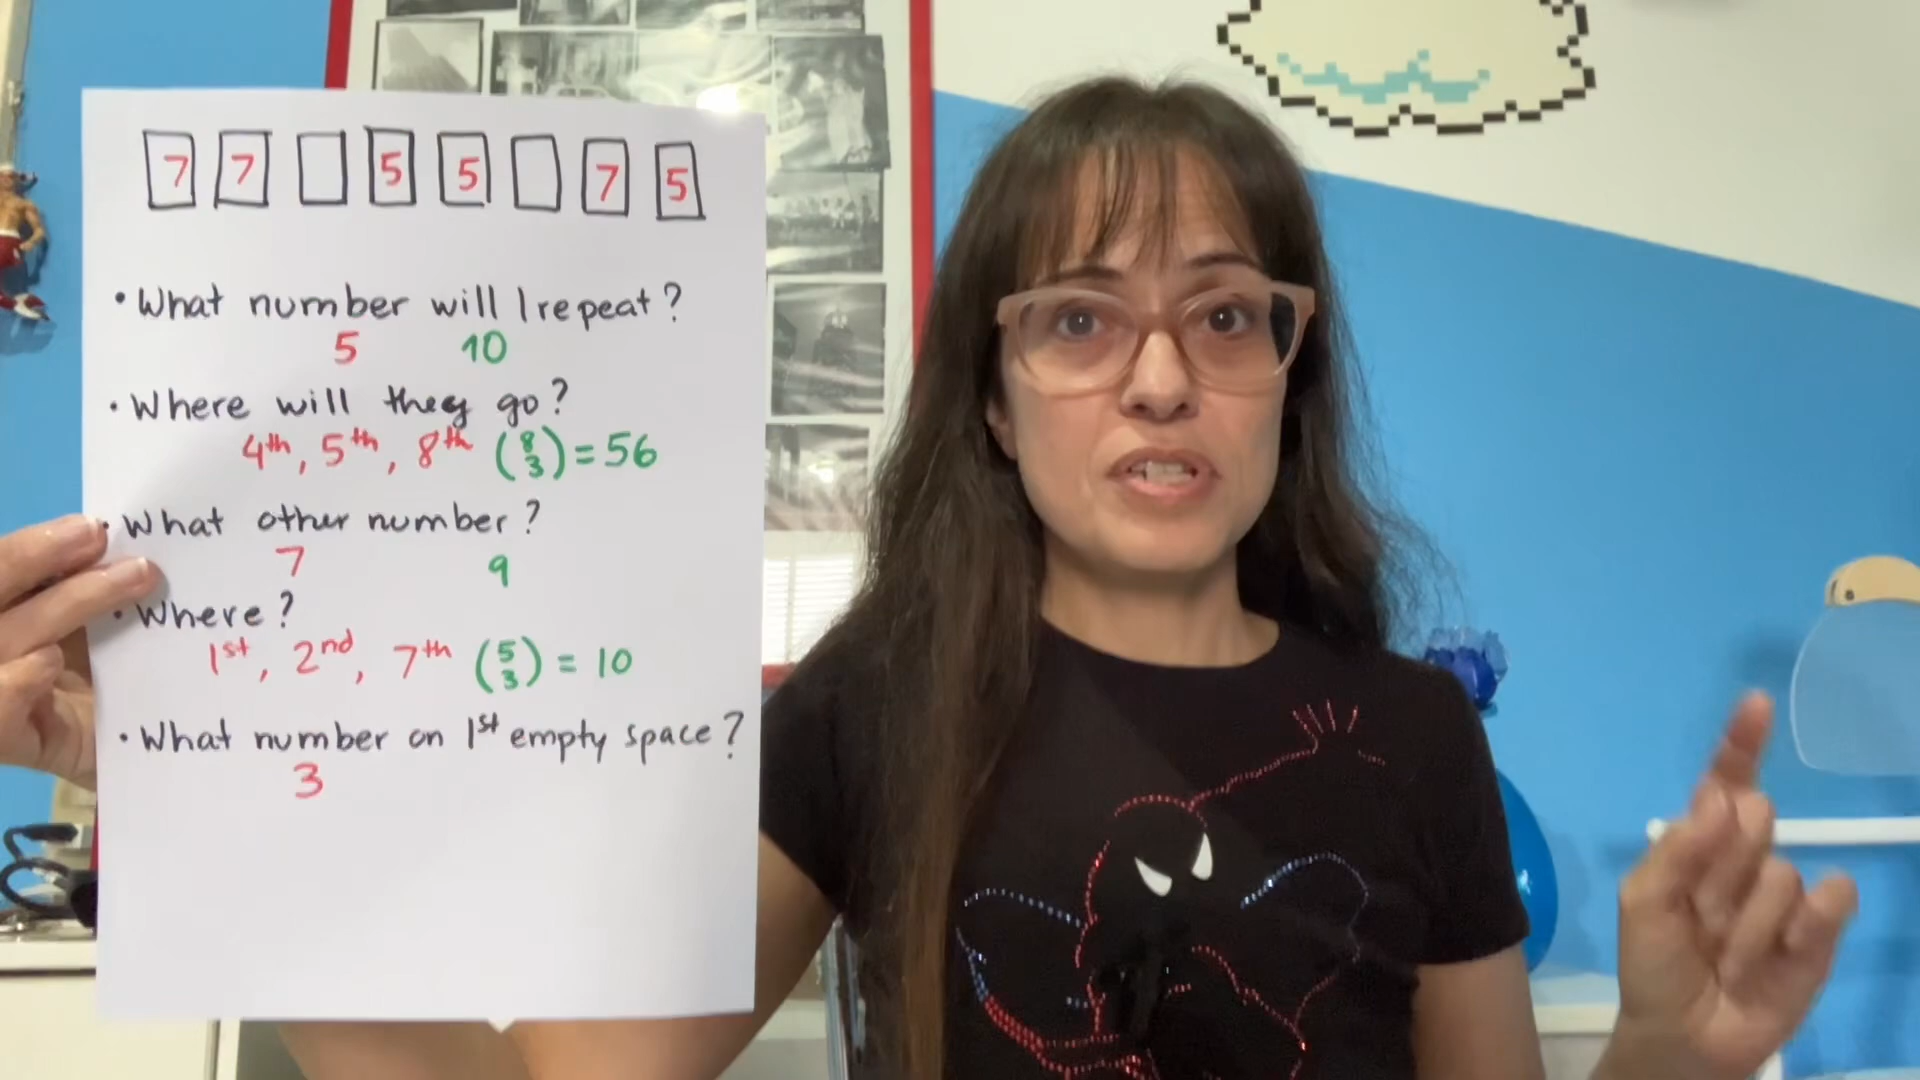 7 7 5 5 7 5
• What number will I repeat?
5 10
• Where will they go?
4th, 5th, 8th (8 3) = 56
• What other number?
7 9
• Where?
1st, 2nd, 7th (5 3) = 10
• What number on 1st empty space?
3